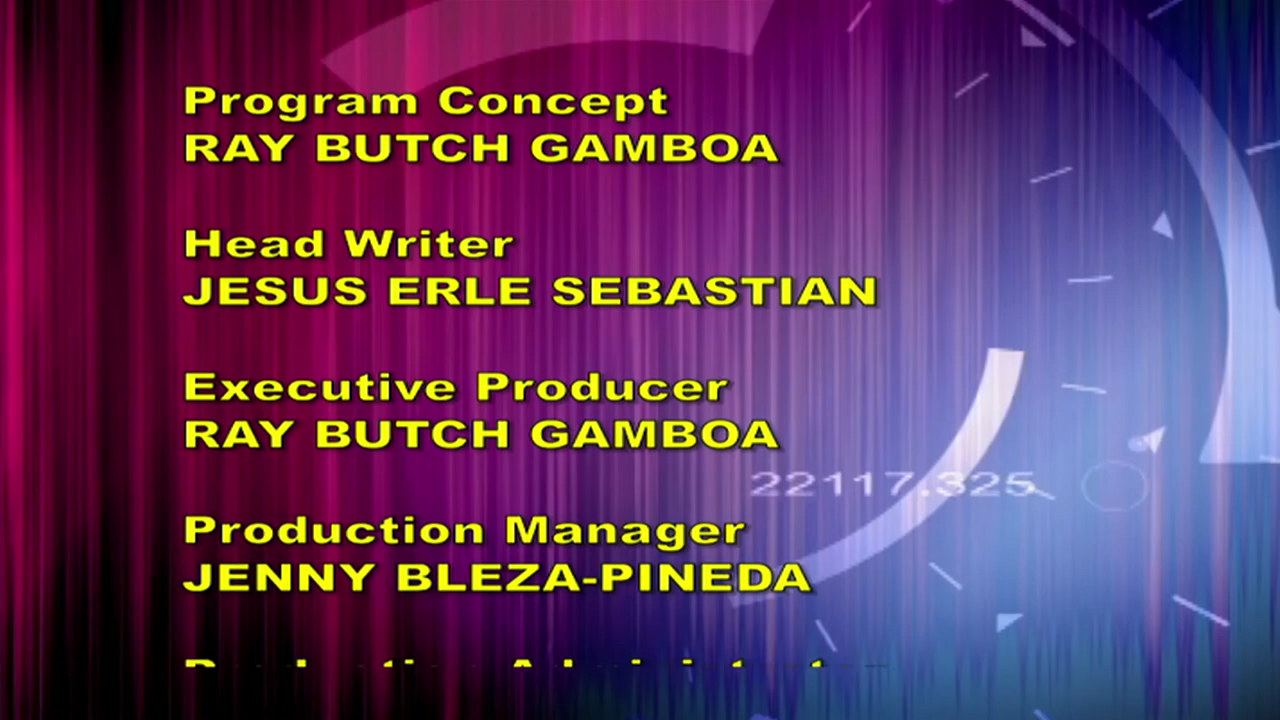 Program Concept
RAY BUTCH GAMBOA
Head Writer
JESUS ERLE SEBASTIAN
Executive Producer
RAY BUTCH GAMBOA
22117.325
Production Manager
JENNY BLEZA-PINEDA